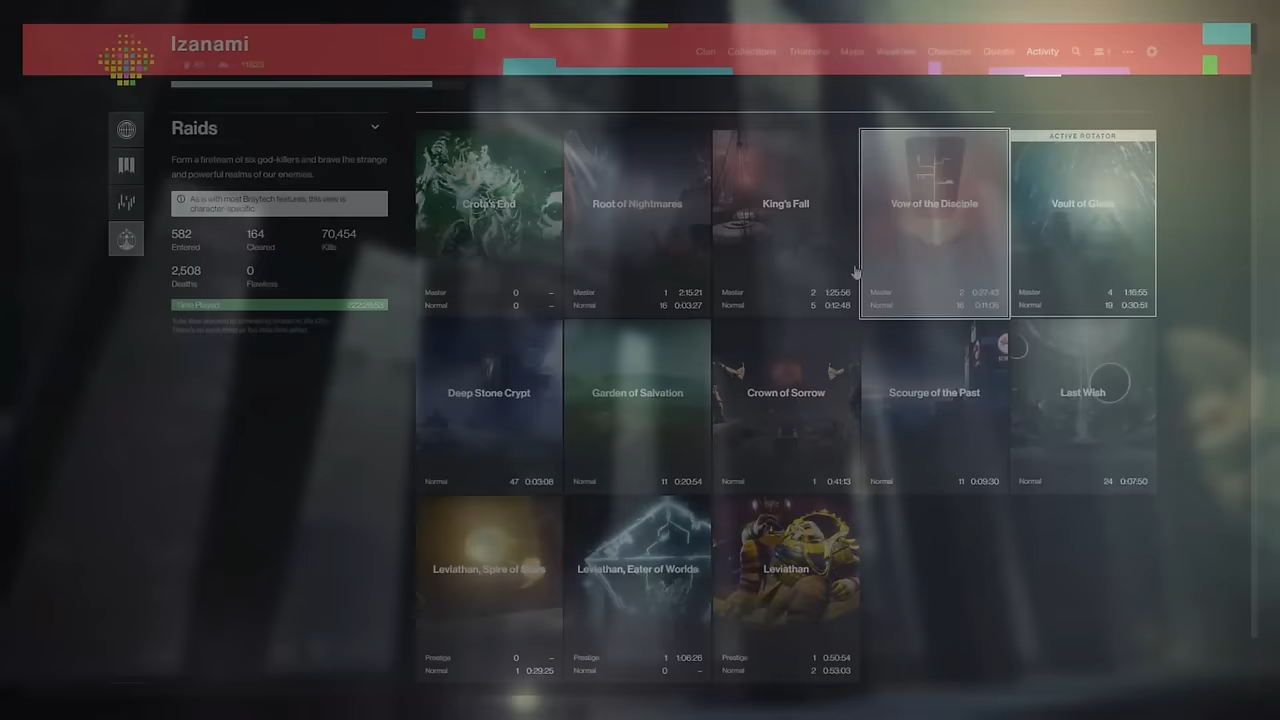 Izanami
Clan Collections Triumphs Maps Weeklies Character Quests Activity
Raids
Form a fireteam of six god-killers and brave the strange
and powerful realms of our enemies.
As is with most Braytech features, this view is
character-specific.
582 164 70,454
Entered Cleared Kills
2,508 0
Deaths Flawless
Time Played
Crota's End
Master 0 –
Normal 0 –
Root of Nightmares
Master 1 2:15:21
Normal 16 0:03:27
King's Fall
Master 2 1:25:56
Normal 5 0:12:48
Vow of the Disciple
Master 2 0:27:43
Normal 16
ACTIVE ROTATOR
Vault of Glass
Master 4 1:16:55
Normal 19 0:30:51
Deep Stone Crypt
Normal 47 0:03:08
Garden of Salvation
Normal 11 0:20:54
Crown of Sorrow
Normal 1 0:41:13
Scourge of the Past
Normal 11 0:09:30
Last Wish
Normal 24 0:07:50
Leviathan, Spire of Stars
Prestige 0 –
Normal 1 0:29:25
Leviathan, Eater of Worlds
Prestige 1 1:06:26
Normal 0 –
Leviathan
Prestige 1 0:50:54
Normal 2 0:53:03